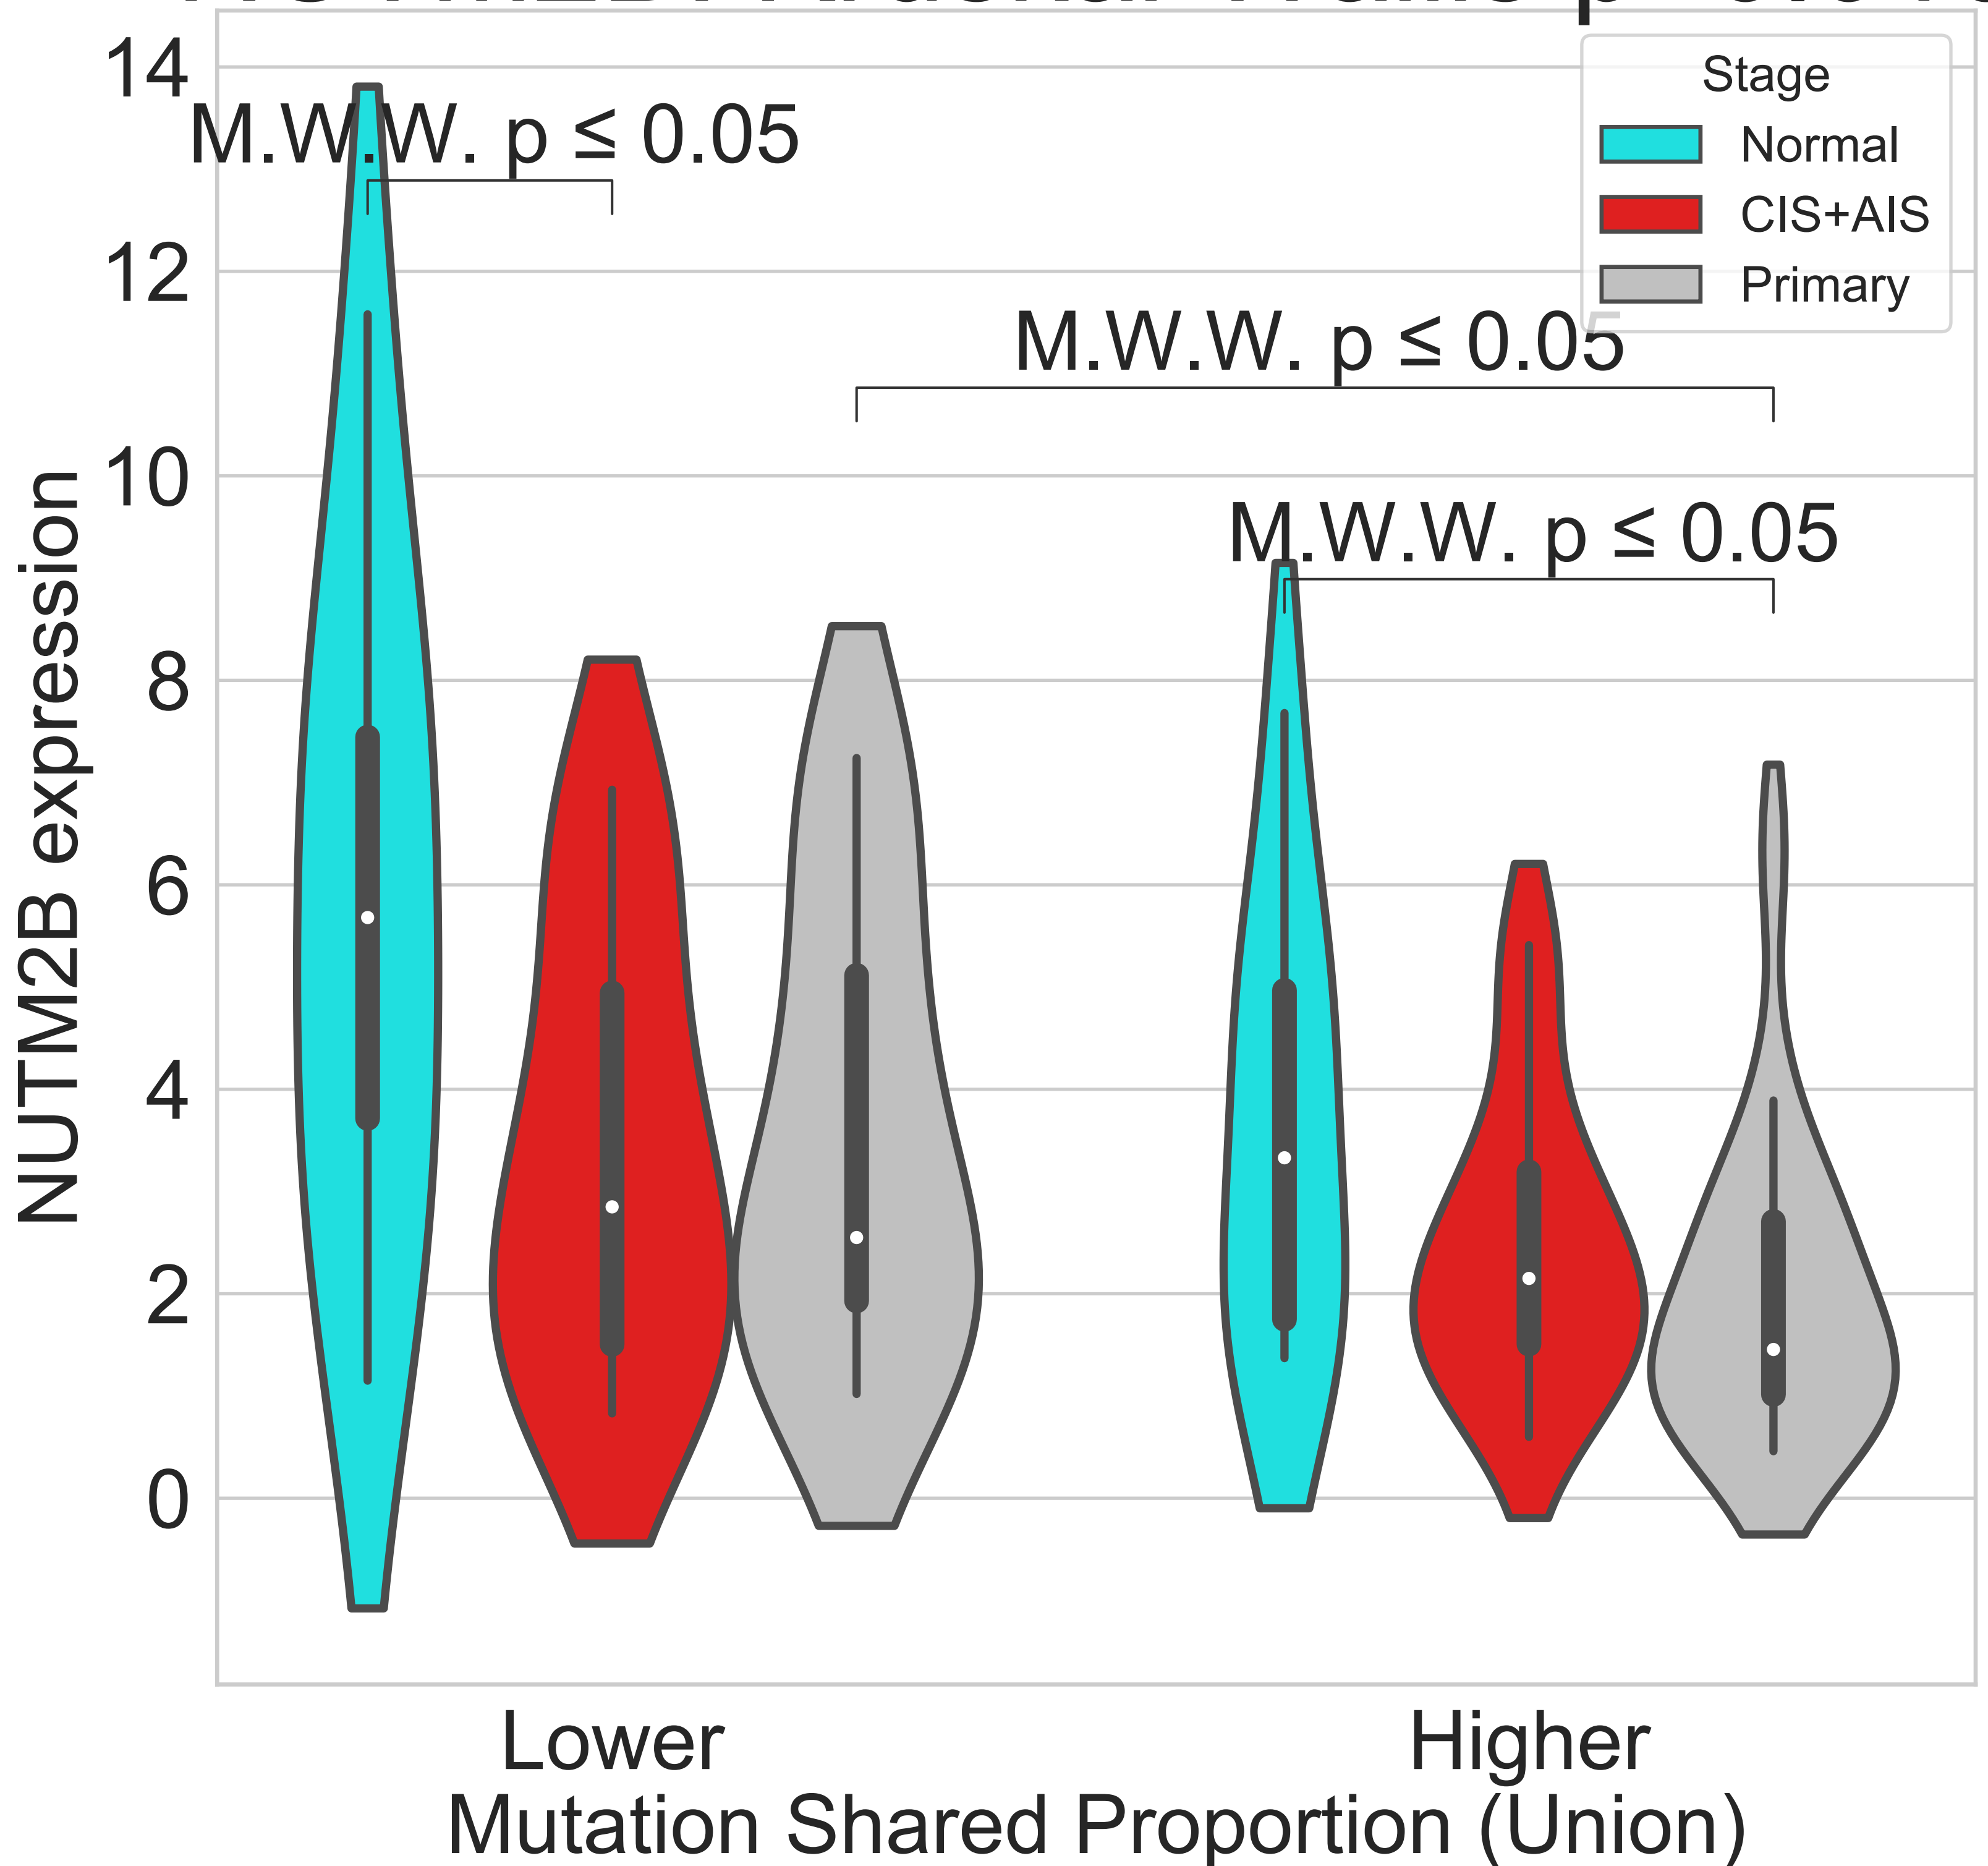 14
12
10
8
6
4
2
0
NUTM2B expression
M.W.W. p ≤ 0.05
M.W.W. p ≤ 0.05
M.W.W. p ≤ 0.05
Stage
Normal
CIS+AIS
Primary
Lower
Higher
Mutation Shared Proportion (Union)